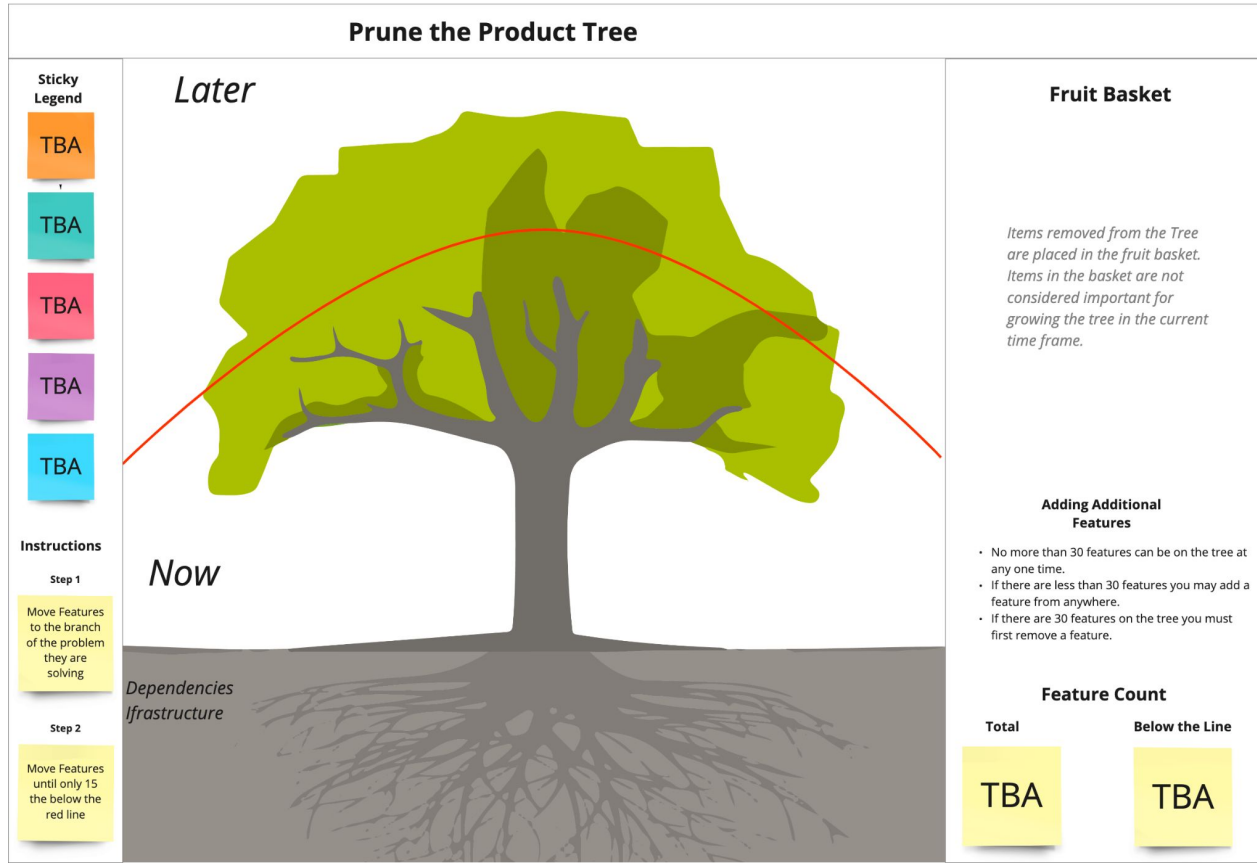 Prune the Product Tree
Sticky
Legend
TBA
TBA
TBA
TBA
TBA
Instructions
Step 1
Move Features
to the branch
of the problem
they are
solving
Step 2
Move Features
until only 15
the below the
red line
Later
Now
Dependencies
Ifrastructure
Fruit Basket
Items removed from the Tree
are placed in the fruit basket.
Items in the basket are not
considered important for
growing the tree in the current
time frame.
Adding Additional
Features
• No more than 30 features can be on the tree at
any one time.
• If there are less than 30 features you may add a
feature from anywhere.
• If there are 30 features on the tree you must
first remove a feature.
Feature Count
Total
Below the Line
TBA
TBA